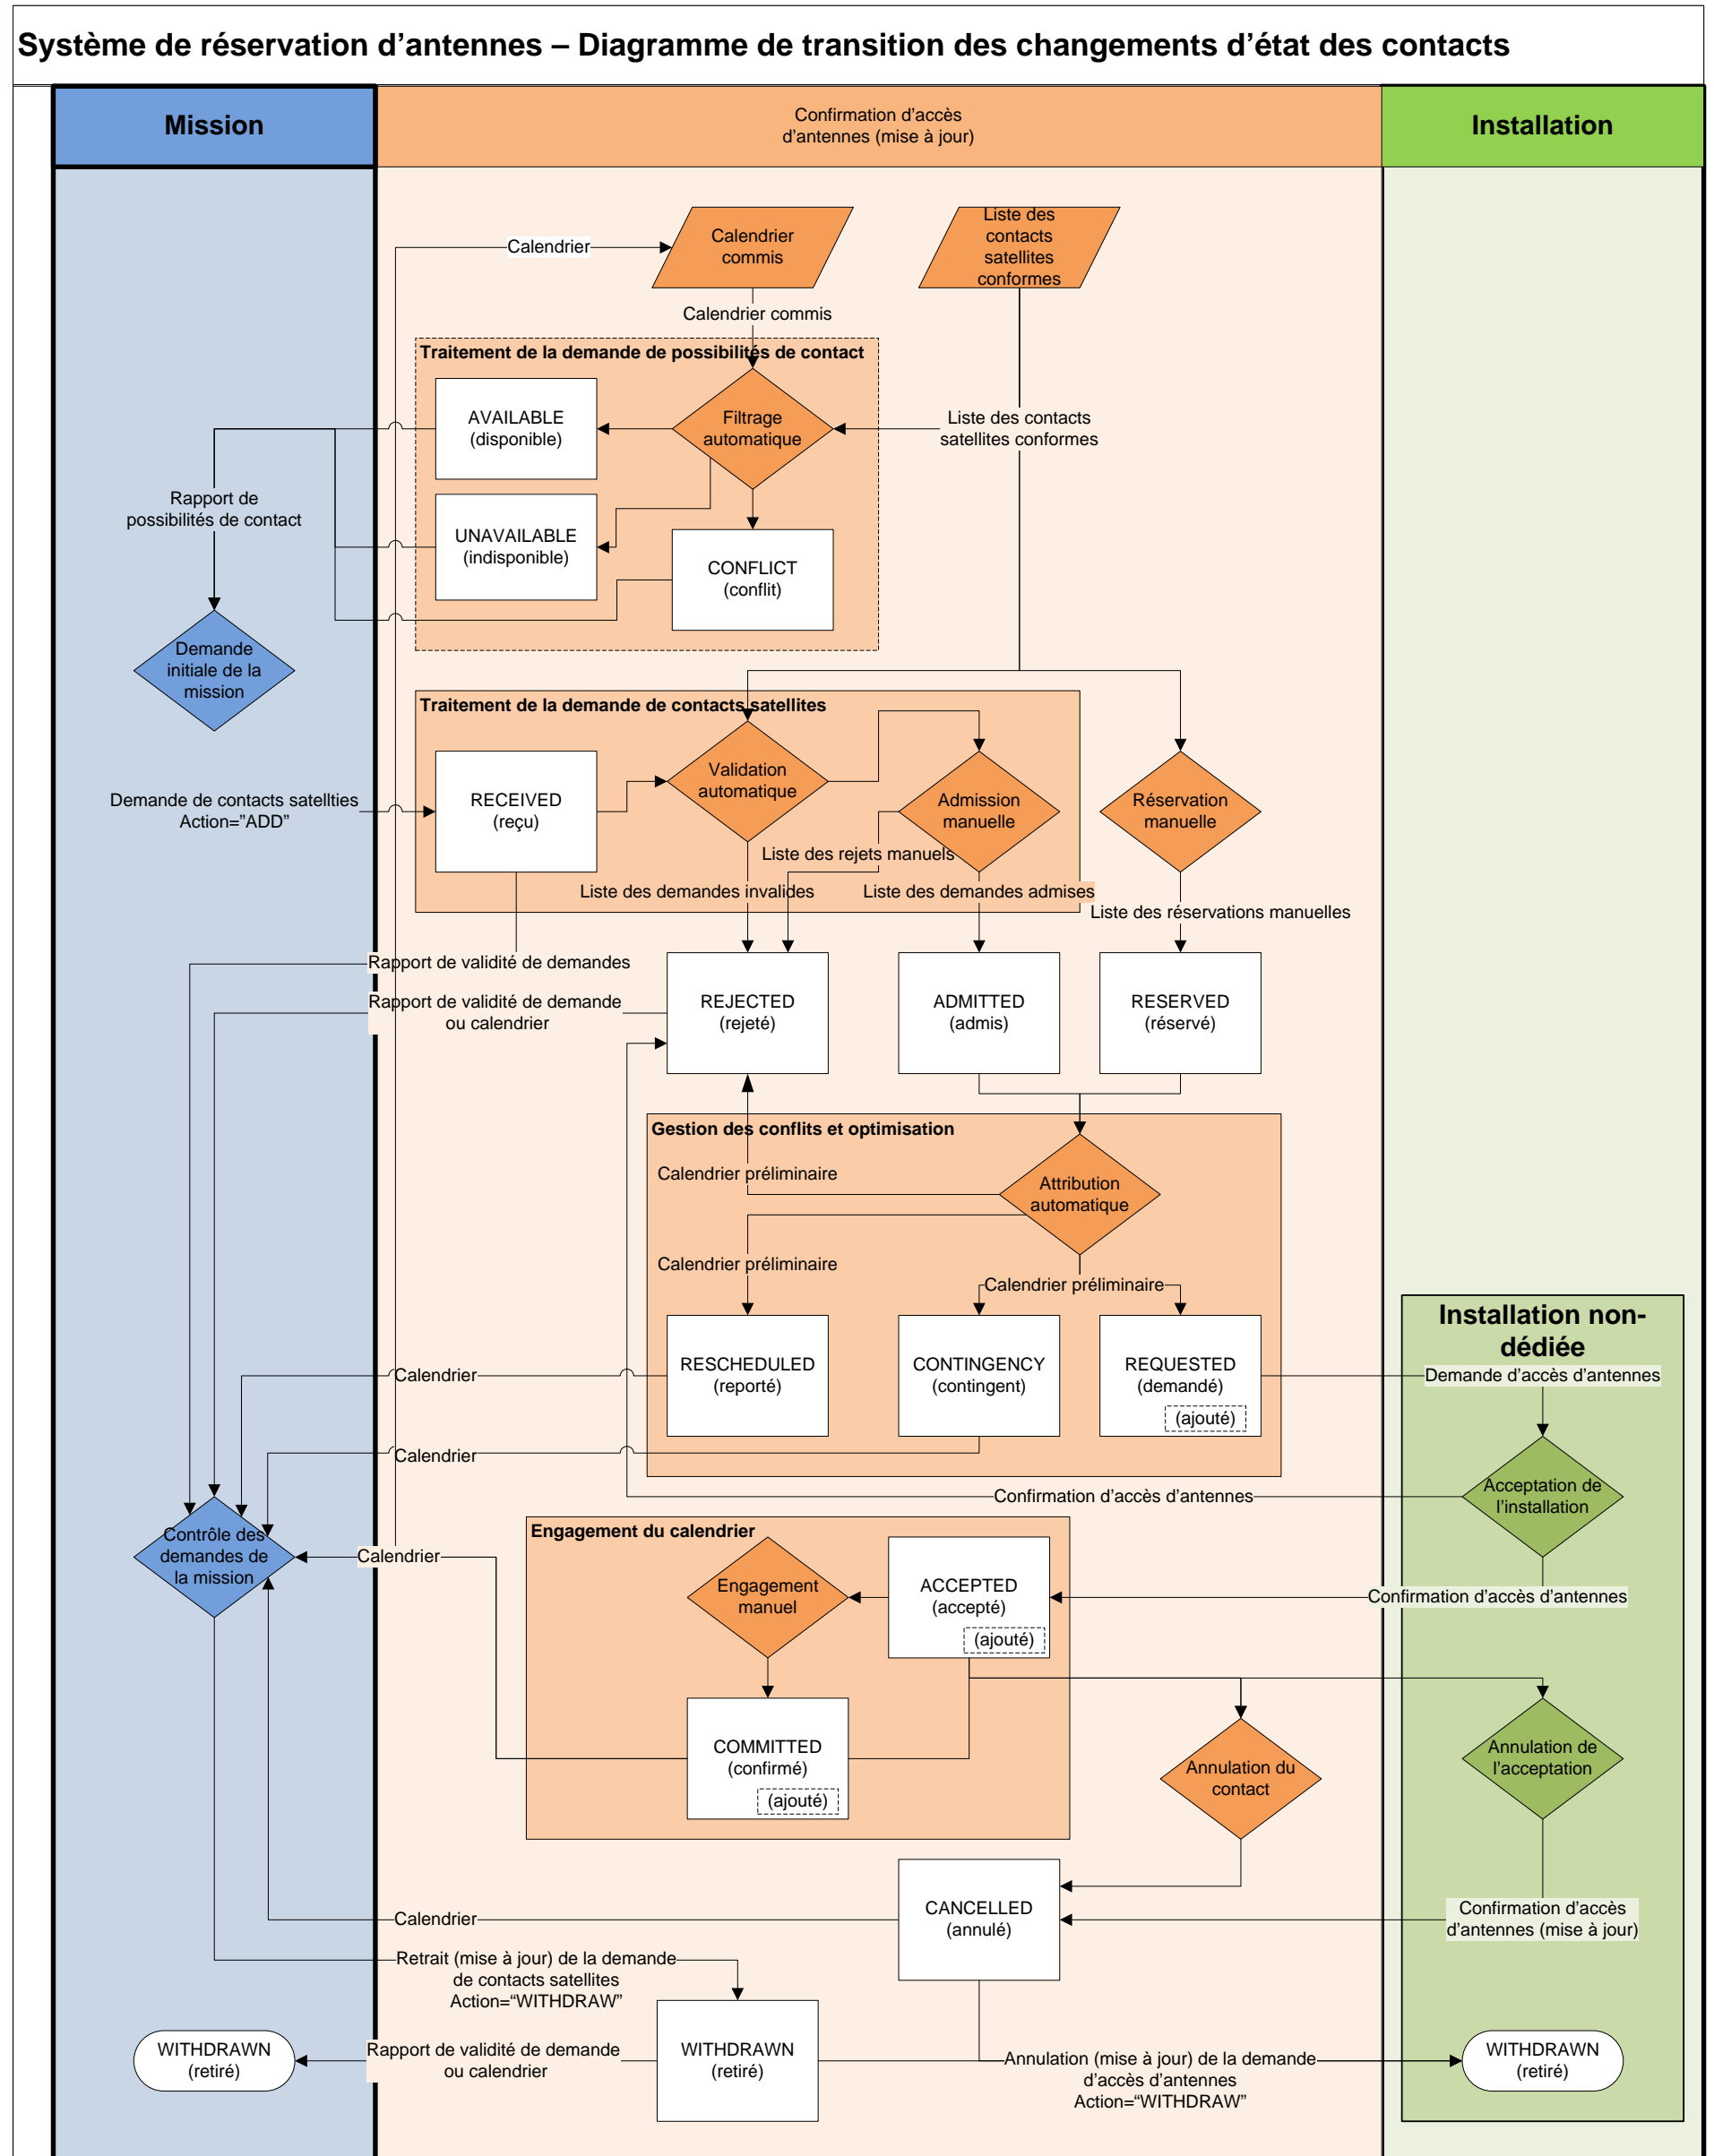 Système de réservation d’antennes – Diagramme de transition des changements d’état des contacts
Mission
Confirmation d’accès
d’antennes (mise à jour)
Installation
Calendrier
Calendrier
commis
Liste des
contacts
satellites
conformes
Calendrier commis
Traitement de la demande de possibilités de contact
AVAILABLE
(disponible)
Filtrage
automatique
Liste des contacts
satellites conformes
Rapport de
possibilités de contact
UNAVAILABLE
(indisponible)
CONFLICT
(conflit)
Demande
initiale de la
mission
Traitement de la demande de contacts satellites
Demande de contacts satellties
Action=”ADD”
RECEIVED
(reçu)
Validation
automatique
Admission
manuelle
Réservation
manuelle
Liste des rejets manuels
Liste des demandes invalides
Liste des demandes admises
Liste des réservations manuelles
Rapport de validité de demandes
Rapport de validité de demande
ou calendrier
REJECTED
(rejeté)
ADMITTED
(admis)
RESERVED
(réservé)
Gestion des conflits et optimisation
Calendrier préliminaire
Attribution
automatique
Calendrier préliminaire
Calendrier préliminaire
Installation non-
dédiée
Calendrier
RESCHEDULED
(reporté)
CONTINGENCY
(contingent)
REQUESTED
(demandé)
(ajouté)
Demande d’accès d’antennes
Calendrier
Confirmation d’accès d’antennes
Acceptation de
l’installation
Contrôle des
demandes de
la mission
Calendrier
Engagement du calendrier
Engagement
manuel
ACCEPTED
(accepté)
(ajouté)
Confirmation d’accès d’antennes
COMMITTED
(confirmé)
(ajouté)
Annulation du
contact
Annulation de
l’acceptation
Calendrier
CANCELLED
(annulé)
Confirmation d’accès
d’antennes (mise à jour)
Retrait (mise à jour) de la demande
de contacts satellites
Action=“WITHDRAW”
WITHDRAWN
(retiré)
Rapport de validité de demande
ou calendrier
WITHDRAWN
(retiré)
Annulation (mise à jour) de la demande
d’accès d’antennes
Action=“WITHDRAW”
WITHDRAWN
(retiré)